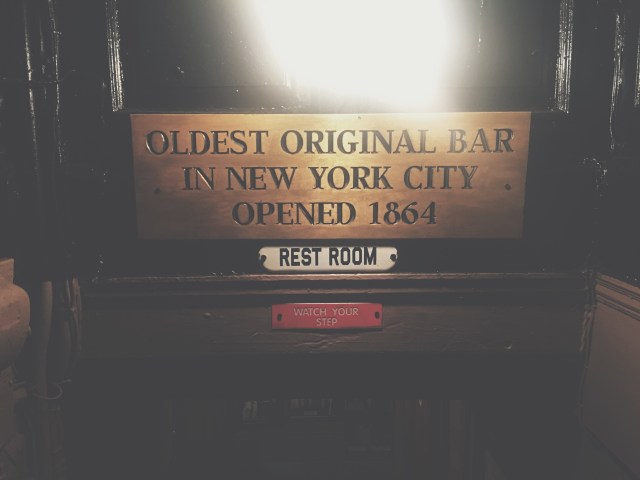 OLDEST ORIGINAL BAR
IN NEW YORK CITY
OPENED 1864
REST ROOM
WATCH YOUR
STEP